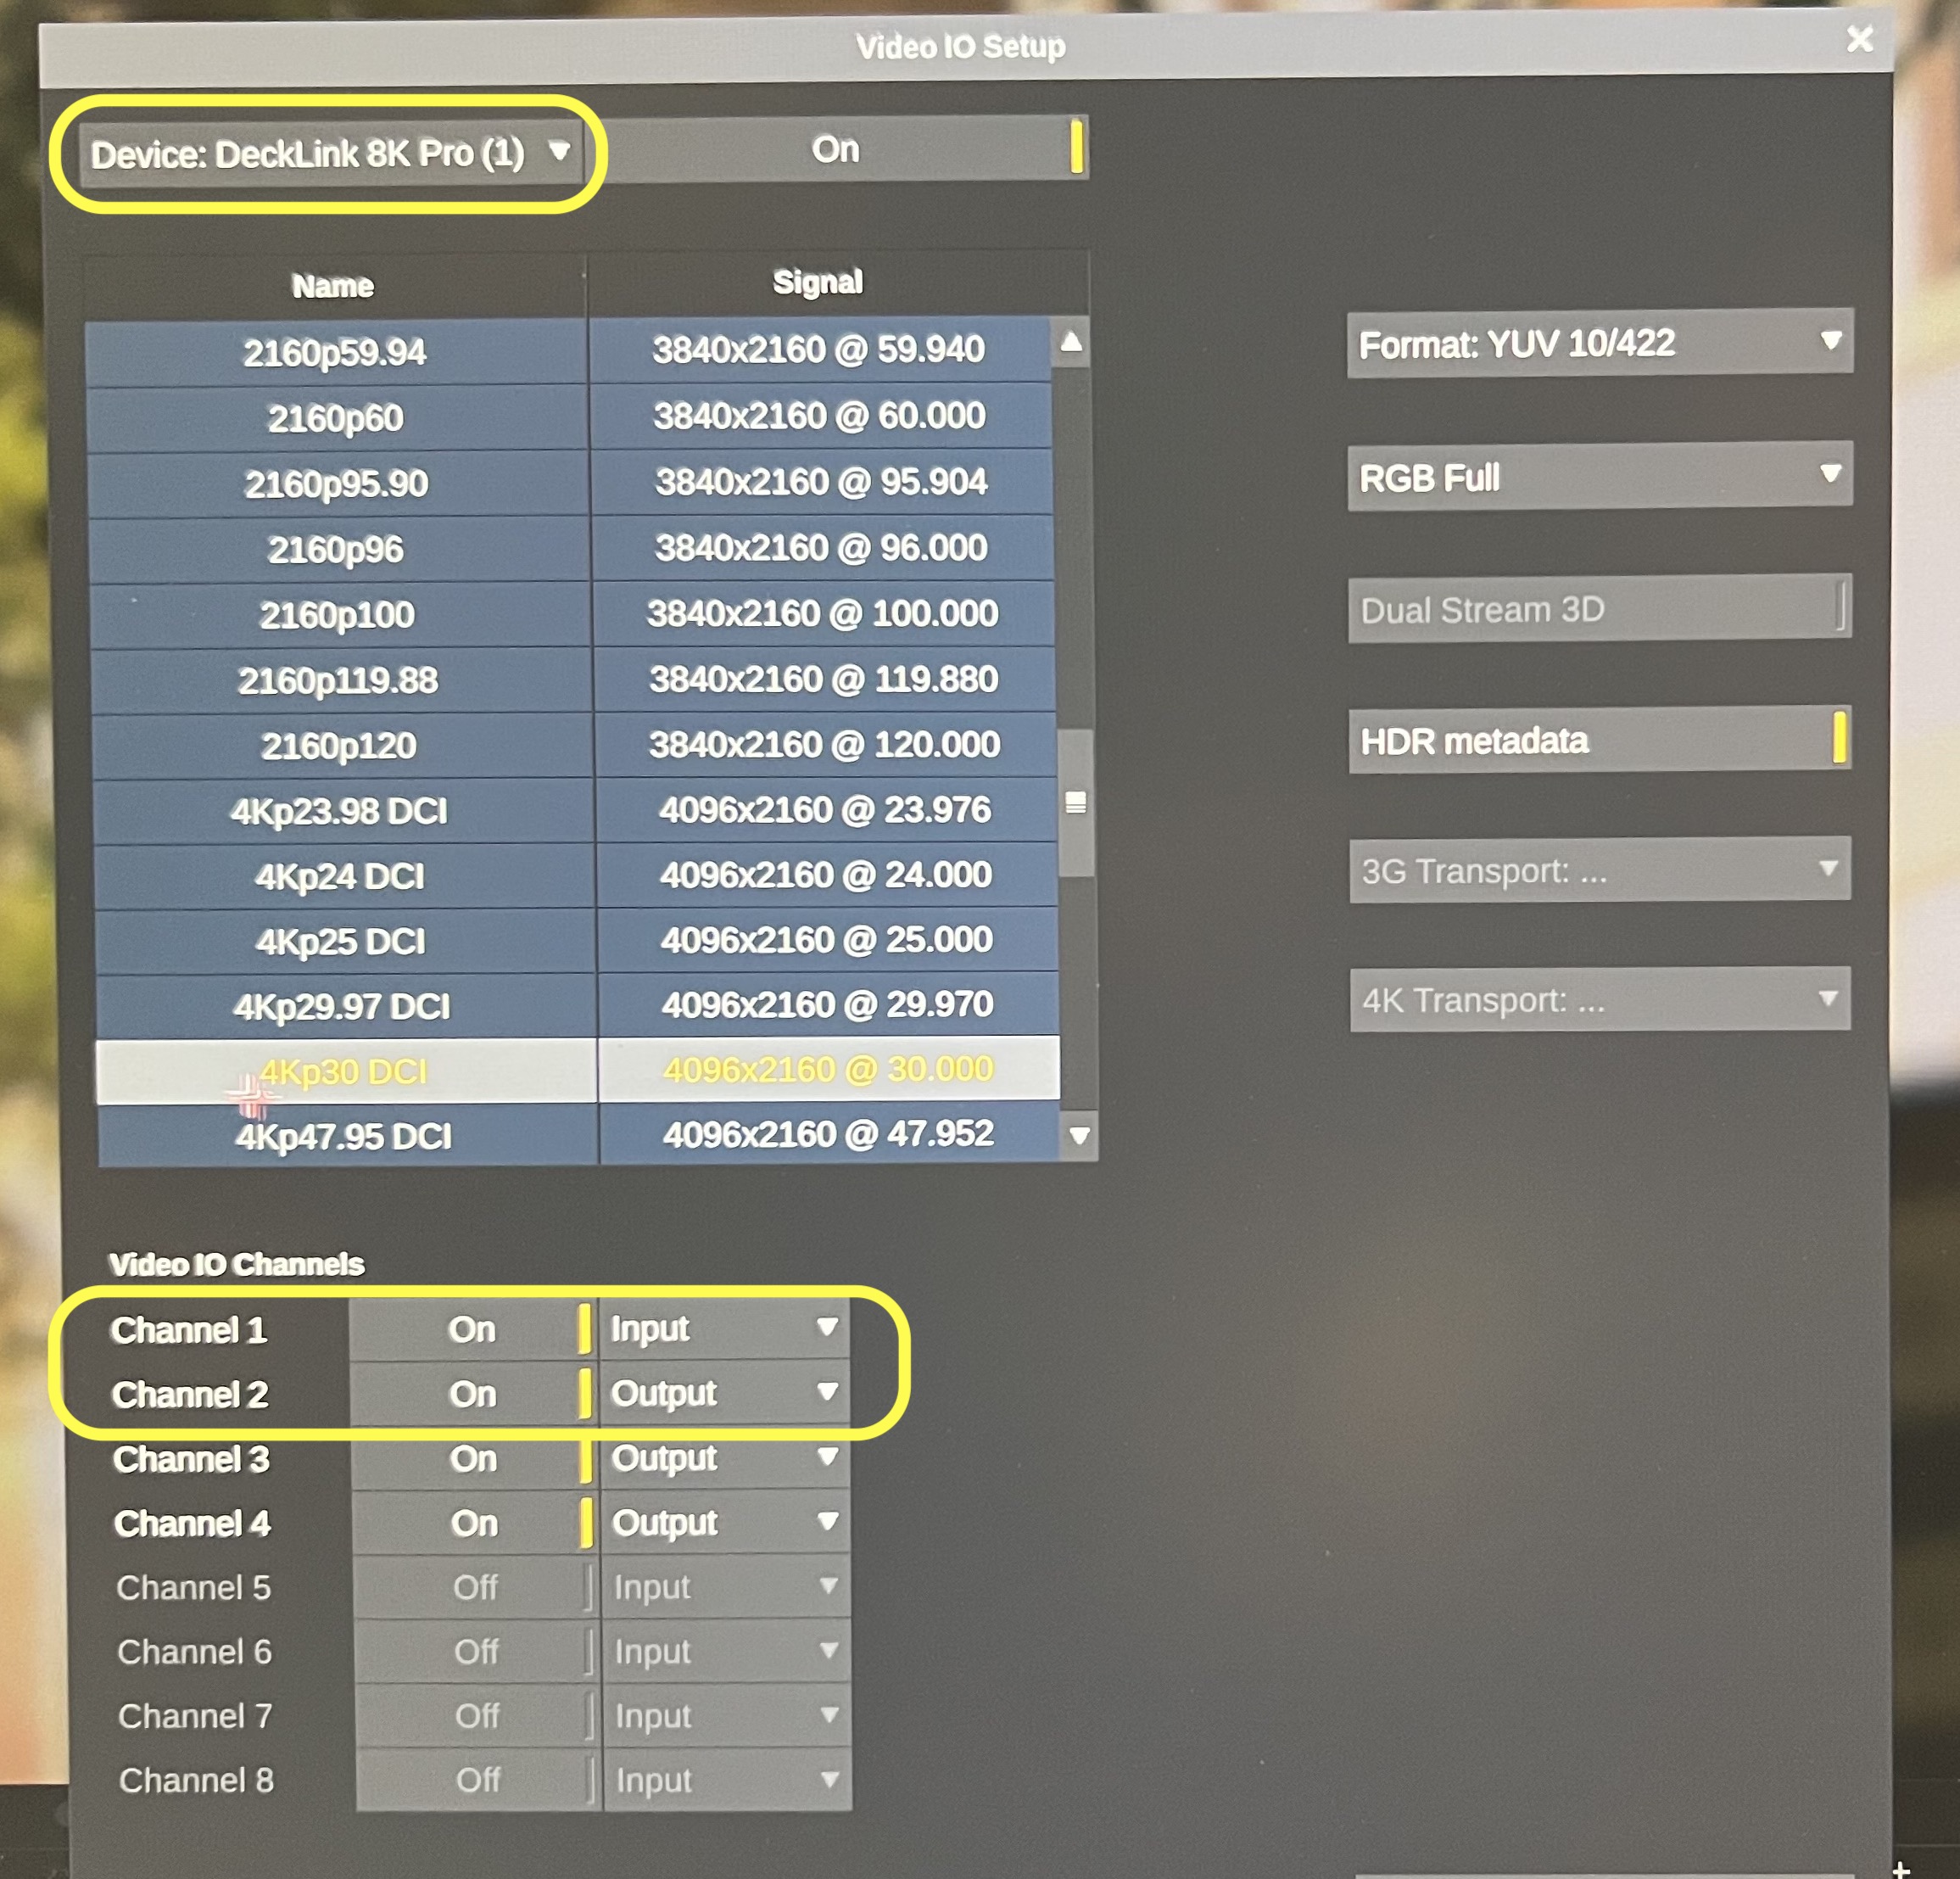 Video IO Setup
Device: DeckLink 8K Pro (1) On
Name Signal
2160p59.94 3840x2160 @ 59.940
2160p60 3840x2160 @ 60.000
2160p95.90 3840x2160 @ 95.904
2160p96 3840x2160 @ 96.000
2160p100 3840x2160 @ 100.000
2160p119.88 3840x2160 @ 119.880
2160p120 3840x2160 @ 120.000
4Kp23.98 DCI 4096x2160 @ 23.976
4Kp24 DCI 4096x2160 @ 24.000
4Kp25 DCI 4096x2160 @ 25.000
4Kp29.97 DCI 4096x2160 @ 29.970
4Kp30 DCI 4096x2160 @ 30.000
4Kp47.95 DCI 4096x2160 @ 47.952
Format: YUV 10/422
RGB Full
Dual Stream 3D
HDR metadata
3G Transport: ...
4K Transport: ...
Video IO Channels
Channel 1 On Input
Channel 2 On Output
Channel 3 On Output
Channel 4 On Output
Channel 5 Off Input
Channel 6 Off Input
Channel 7 Off Input
Channel 8 Off Input